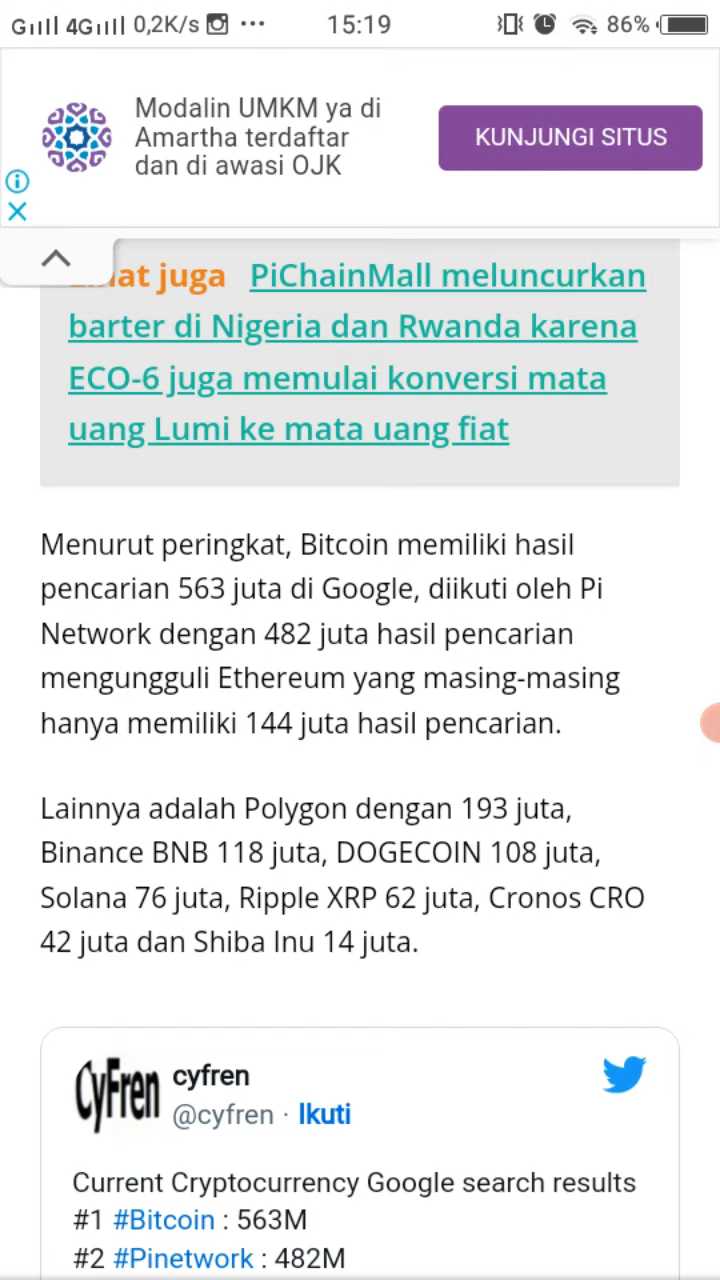 4G 0,2K/s 15:19 86%
Modalin UMKM ya di
Amartha terdaftar
dan di awasi OJK
KUNJUNGI SITUS
juga PiChainMall meluncurkan
barter di Nigeria dan Rwanda karena
ECO-6 juga memulai konversi mata
uang Lumi ke mata uang fiat
Menurut peringkat, Bitcoin memiliki hasil
pencarian 563 juta di Google, diikuti oleh Pi
Network dengan 482 juta hasil pencarian
mengungguli Ethereum yang masing-masing
hanya memiliki 144 juta hasil pencarian.
Lainnya adalah Polygon dengan 193 juta,
Binance BNB 118 juta, DOGECOIN 108 juta,
Solana 76 juta, Ripple XRP 62 juta, Cronos CRO
42 juta dan Shiba Inu 14 juta.
CyFren
cyfren
@cyfren · Ikuti
Current Cryptocurrency Google search results
#1 #Bitcoin : 563M
#2 #Pinetwork : 482M